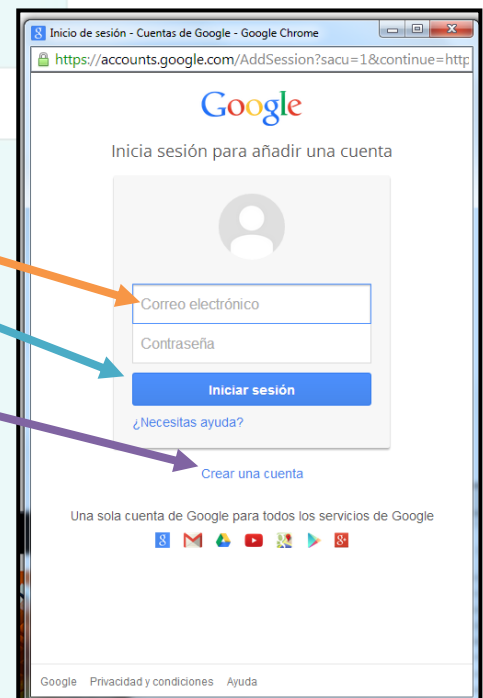 Inicio de sesión - Cuentas de Google - Google Chrome
https://accounts.google.com/AddSession?sacu=1&continue=http
Google
Inicia sesión para añadir una cuenta
Correo electrónico
Contraseña
Iniciar sesión
¿Necesitas ayuda?
Crear una cuenta
Una sola cuenta de Google para todos los servicios de Google
Google Privacidad y condiciones Ayuda